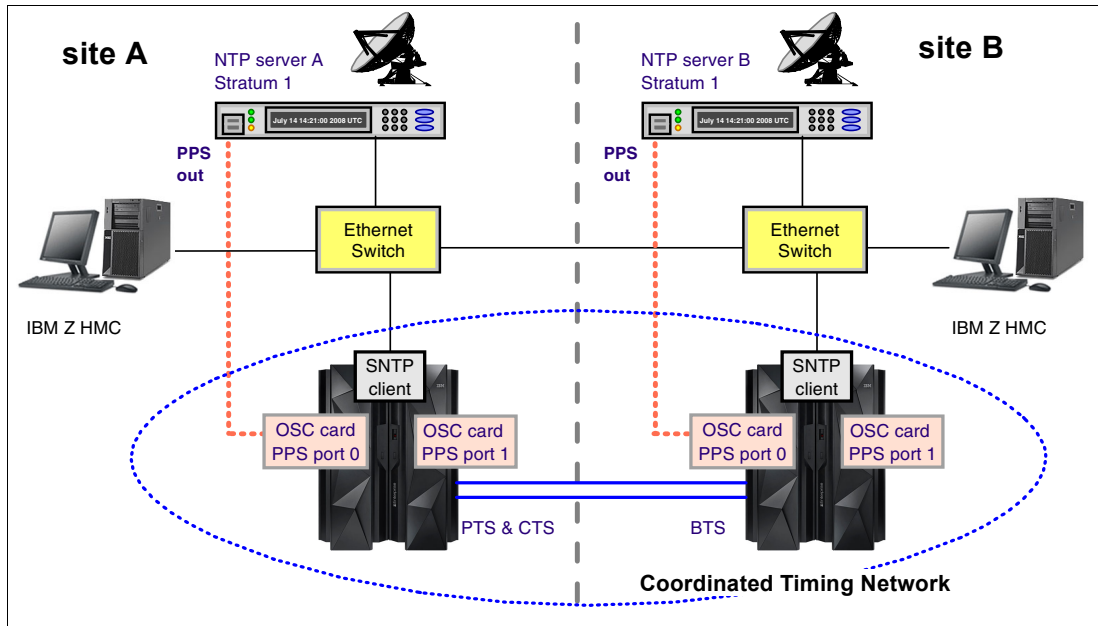 site A
NTP server A
Stratum 1
July 14 14:21:00 2008 UTC
PPS
out
Ethernet
Switch
IBM Z HMC
SNTP
client
OSC card
PPS port 0
OSC card
PPS port 1
PTS & CTS
site B
NTP server B
Stratum 1
July 14 14:21:00 2008 UTC
PPS
out
Ethernet
Switch
IBM Z HMC
SNTP
client
OSC card
PPS port 0
OSC card
PPS port 1
BTS
Coordinated Timing Network